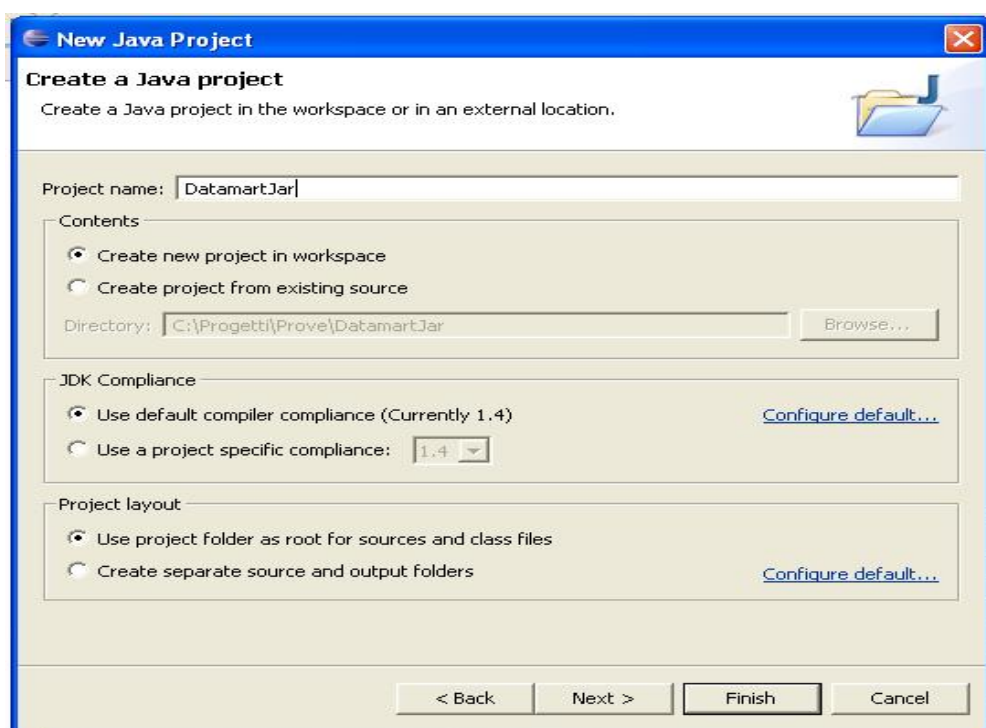 New Java Project
Create a Java project
Create a Java project in the workspace or in an external location.
Project name: DatamartJar
Contents
Create new project in workspace
Create project from existing source
Directory: C:\Progetti\Prove\DatamartJar Browse...
JDK Compliance
Use default compiler compliance (Currently 1.4) Configure default...
Use a project specific compliance: 1.4
Project layout
Use project folder as root for sources and class files
Create separate source and output folders Configure default...
< Back Next > Finish Cancel